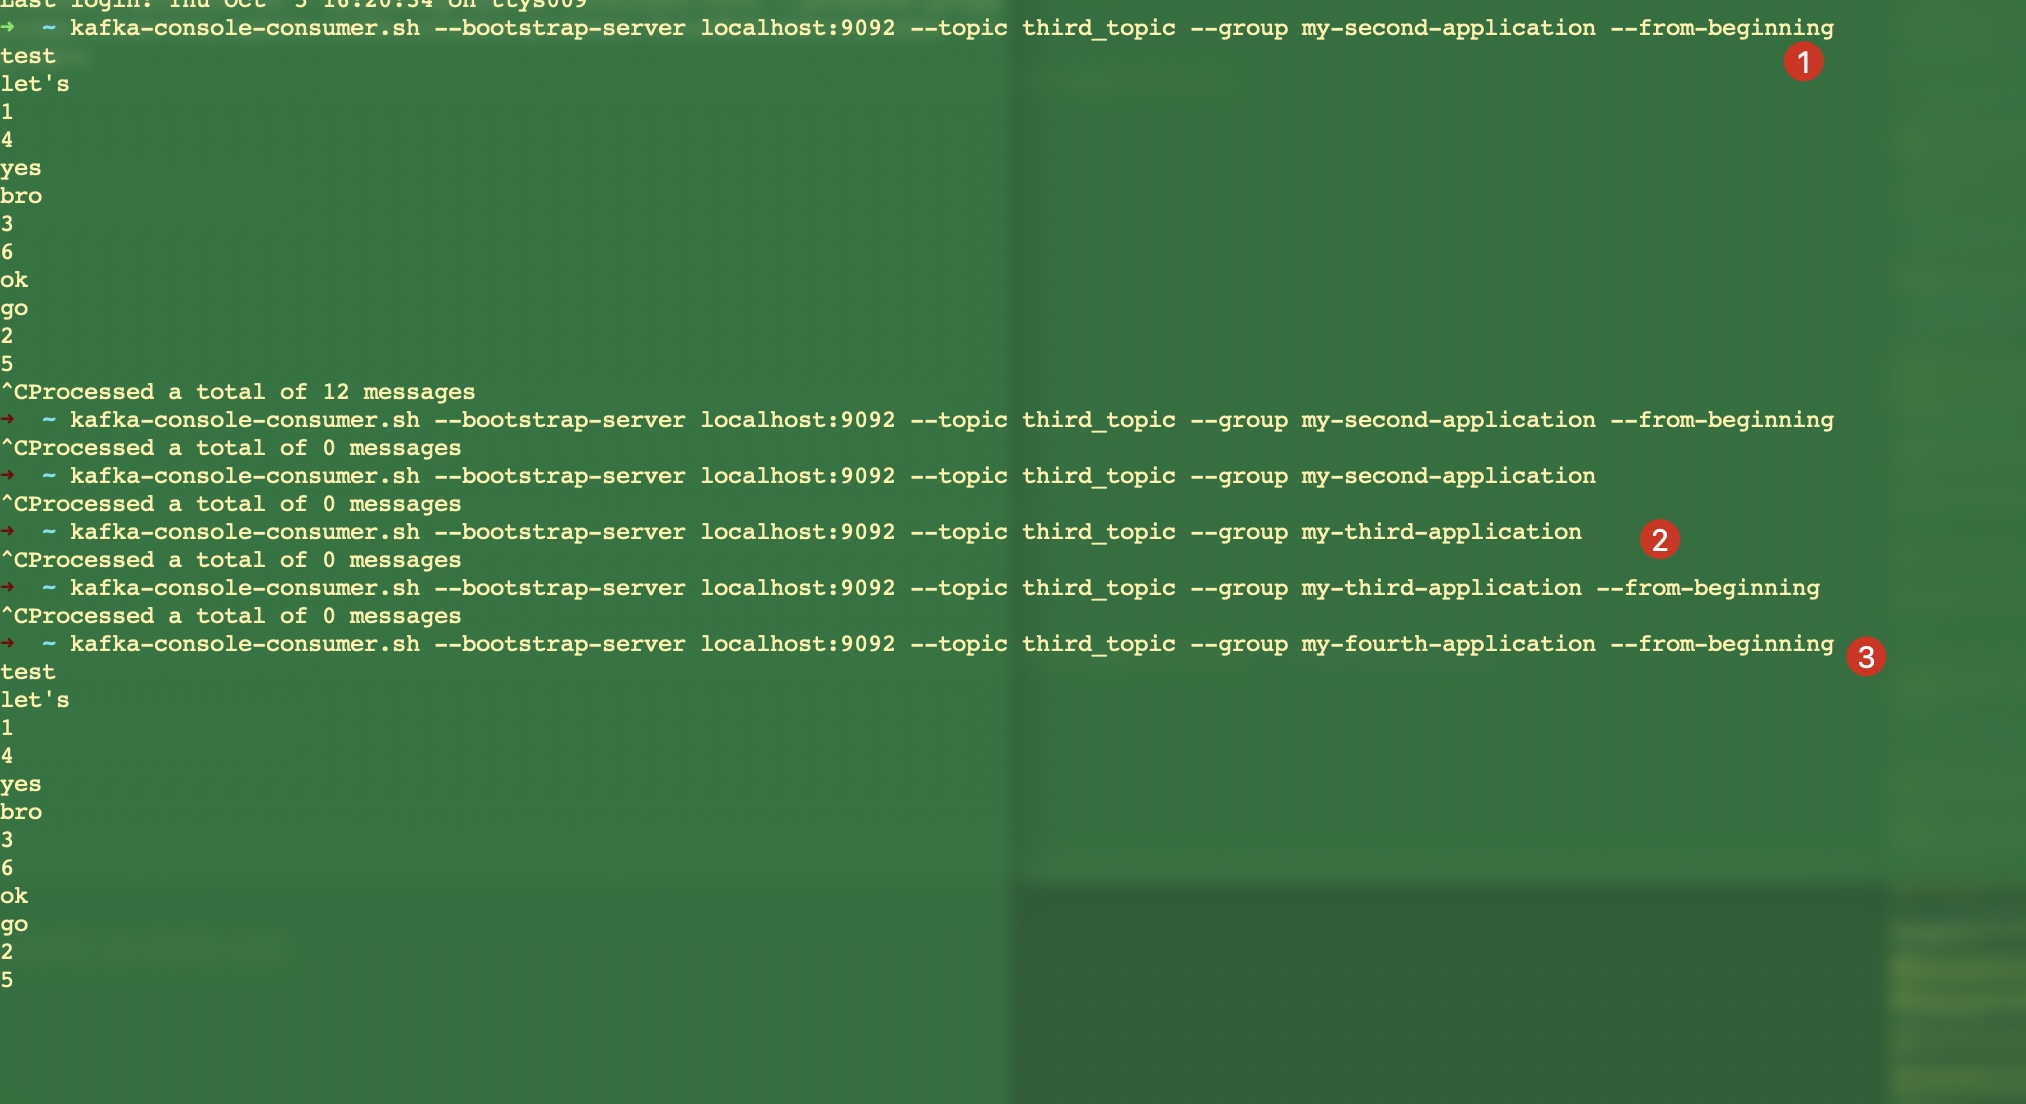 Last login: Thu Oct  5 16:20:34 on ttys009
➜  ~ kafka-console-consumer.sh --bootstrap-server localhost:9092 --topic third_topic --group my-second-application --from-beginning
1
test
let's
1
4
yes
bro
3
6
ok
go
2
5
^CProcessed a total of 12 messages
➜  ~ kafka-console-consumer.sh --bootstrap-server localhost:9092 --topic third_topic --group my-second-application --from-beginning
^CProcessed a total of 0 messages
➜  ~ kafka-console-consumer.sh --bootstrap-server localhost:9092 --topic third_topic --group my-second-application
^CProcessed a total of 0 messages
➜  ~ kafka-console-consumer.sh --bootstrap-server localhost:9092 --topic third_topic --group my-third-application
2
^CProcessed a total of 0 messages
➜  ~ kafka-console-consumer.sh --bootstrap-server localhost:9092 --topic third_topic --group my-third-application --from-beginning
^CProcessed a total of 0 messages
➜  ~ kafka-console-consumer.sh --bootstrap-server localhost:9092 --topic third_topic --group my-fourth-application --from-beginning
3
test
let's
1
4
yes
bro
3
6
ok
go
2
5